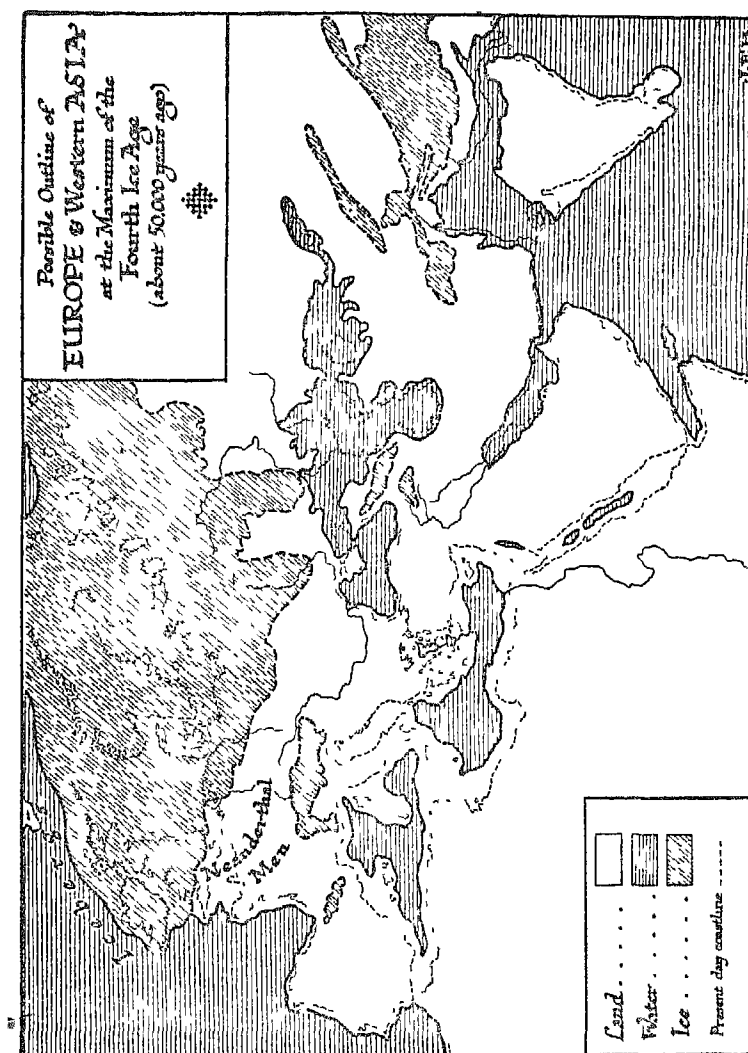 Possible Outline of
EUROPE & Western ASIA
at the Maximum of the
Fourth Ice Age
(about 50,000 years ago)
Neanderthal
Men
Land . . . . . .
Water . . . . . .
Ice . . . . . .
Present day coastline